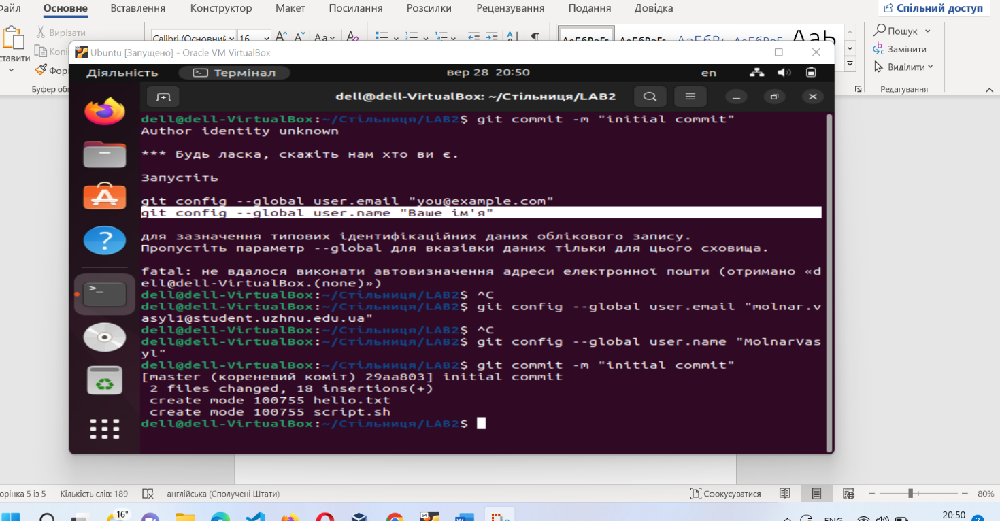 Основне Вставлення Конструктор Макет Посилання Розсилки Рецензування Подання Довідка
Спільний доступ
Вирізати
Calibri (Основний 16
Пошук
Замінити
Виділити
Редагування
Ubuntu [Запущено] - Oracle VM VirtualBox
Діяльність Термінал вер 28 20:50 en
dell@dell-VirtualBox: ~/Стільниця/LAB2
dell@dell-VirtualBox:~/Стільниця/LAB2$ git commit -m "initial commit"
Author identity unknown
*** Будь ласка, скажіть нам хто ви є.
Запустіть
git config --global user.email "you@example.com"
git config --global user.name "Ваше ім'я"
для зазначення типових ідентифікаційних даних облікового запису.
Пропустіть параметр --global для вказівки даних тільки для цього сховища.
fatal: не вдалося виконати автовизначення адреси електронної пошти (отримано «d
ell@dell-VirtualBox.(none)»)
dell@dell-VirtualBox:~/Стільниця/LAB2$ ^C
dell@dell-VirtualBox:~/Стільниця/LAB2$ git config --global user.email "molnar.v
asyl1@student.uzhnu.edu.ua"
dell@dell-VirtualBox:~/Стільниця/LAB2$ ^C
dell@dell-VirtualBox:~/Стільниця/LAB2$ git config --global user.name "MolnarVas
yl"
dell@dell-VirtualBox:~/Стільниця/LAB2$ git commit -m "initial commit"
[master (кореневий коміт) 29aa803] initial commit
2 files changed, 18 insertions(+)
create mode 100755 hello.txt
create mode 100755 script.sh
dell@dell-VirtualBox:~/Стільниця/LAB2$
5 із 5 Кількість слів: 189 англійська (Сполучені Штати) Сфокусуватися 80%
16° 64 ENG 20:50 2